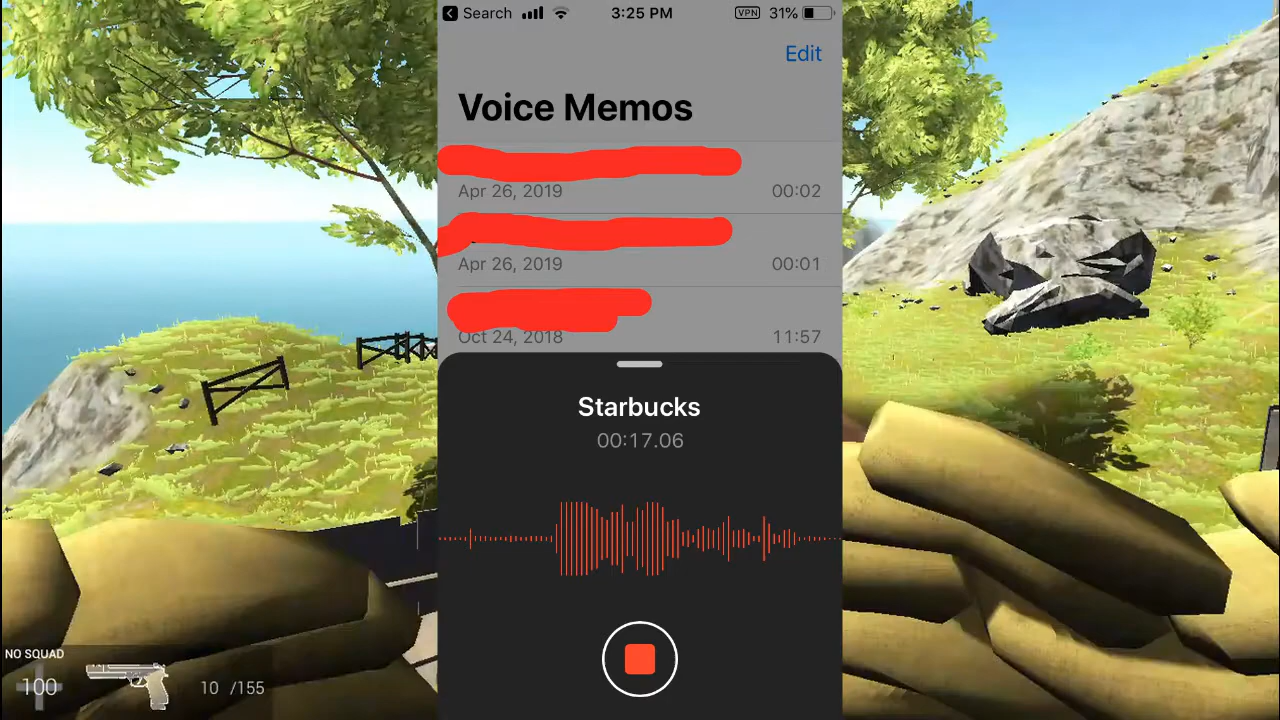 Search 3:25 PM VPN 31%
Edit
Voice Memos
Apr 26, 2019 00:02
Apr 26, 2019 00:01
Oct 24, 2018 11:57
Starbucks
00:17.06
NO SQUAD
100 10 /155